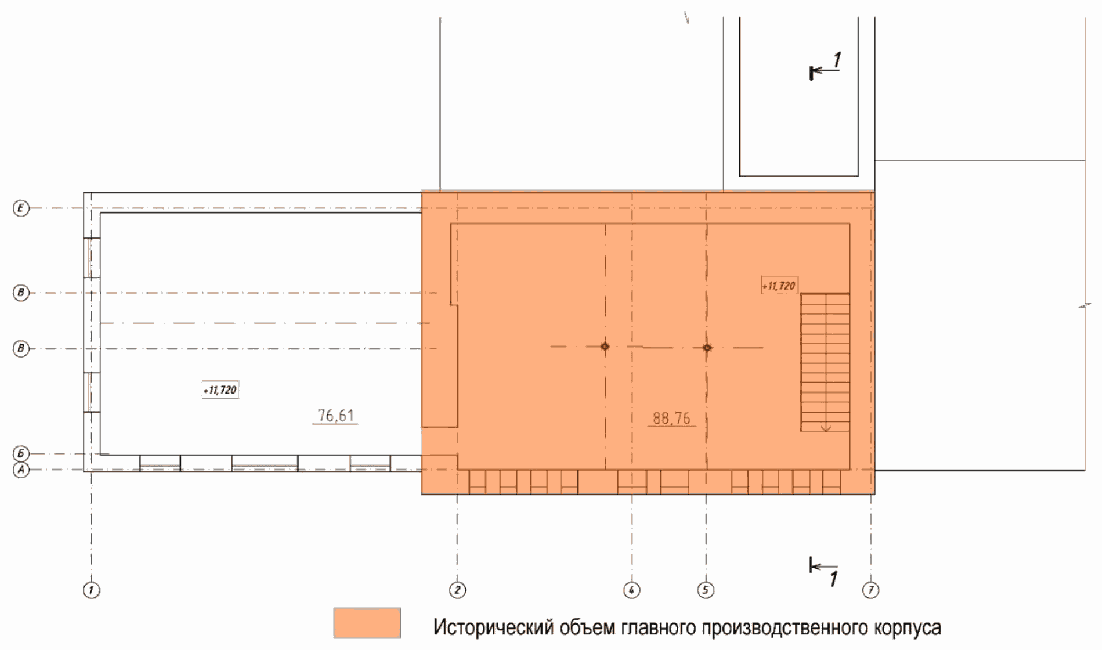 1
Е
В
+11,720
В
+11,720
76,61
88,76
Б
А
1
1
2
4
5
7
Исторический объем главного производственного корпуса